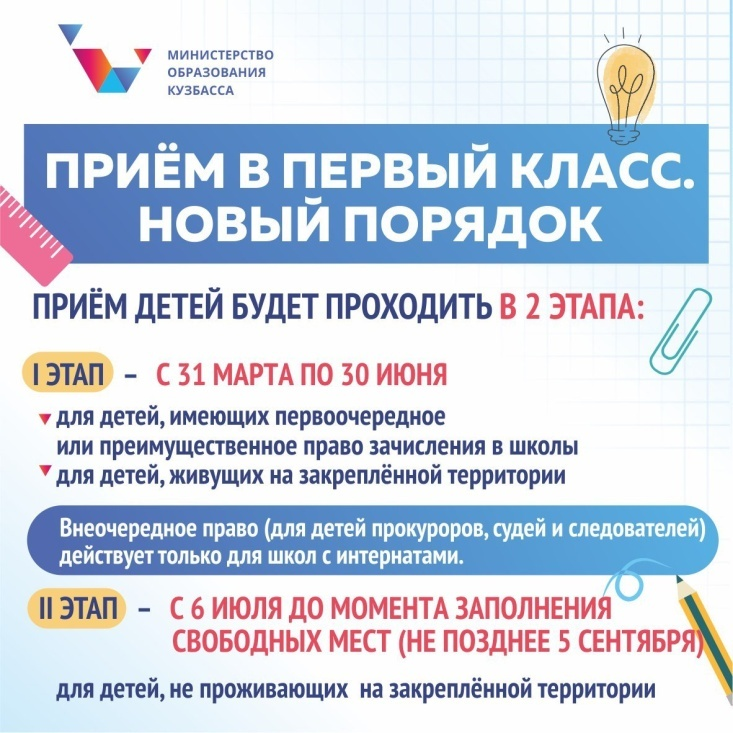 МИНИСТЕРСТВО
ОБРАЗОВАНИЯ
КУЗБАССА
ПРИЁМ В ПЕРВЫЙ КЛАСС.
НОВЫЙ ПОРЯДОК
ПРИЁМ ДЕТЕЙ БУДЕТ ПРОХОДИТЬ В 2 ЭТАПА:
I ЭТАП – С 31 МАРТА ПО 30 ИЮНЯ
для детей, имеющих первоочередное
или преимущественное право зачисления в школы
для детей, живущих на закреплённой территории
Внеочередное право (для детей прокуроров, судей и следователей)
действует только для школ с интернатами.
II ЭТАП – С 6 ИЮЛЯ ДО МОМЕНТА ЗАПОЛНЕНИЯ
СВОБОДНЫХ МЕСТ (НЕ ПОЗДНЕЕ 5 СЕНТЯБРЯ)
для детей, не проживающих на закреплённой территории